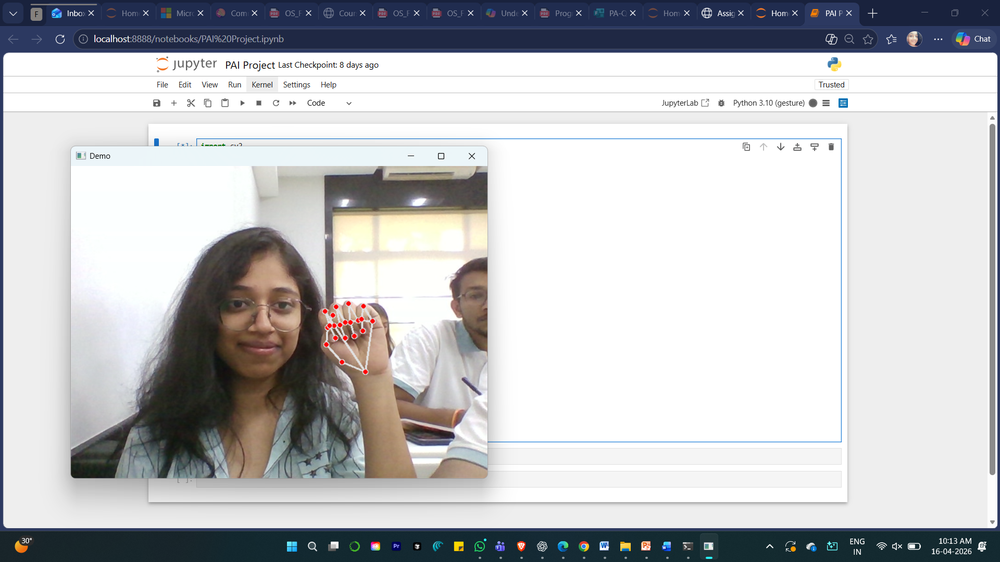 F
Inbo
Hom
Micr
Com
OS_F
Cour
OS_F
OS_F
Unde
Prog
PA-Q
Hom
Assig
Hom
PAI P
localhost:8888/notebooks/PAI%20Project.ipynb
Chat
jupyter PAI Project Last Checkpoint: 8 days ago
File Edit View Run Kernel Settings Help
Trusted
Code
JupyterLab
Python 3.10 (gesture)
[*]: import cv2
Demo
[ ]:
30°
Pr
ENG
IN
10:13 AM
16-04-2026